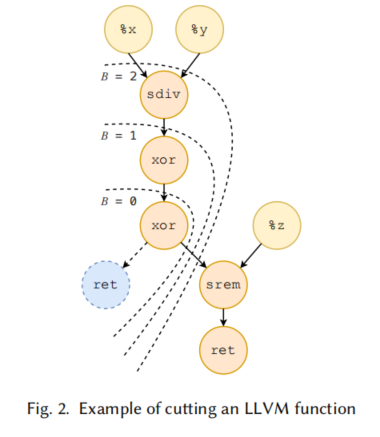 %x
%y
B = 2
sdiv
B = 1
xor
B = 0
xor
%z
ret
srem
ret
Fig. 2. Example of cutting an LLVM function